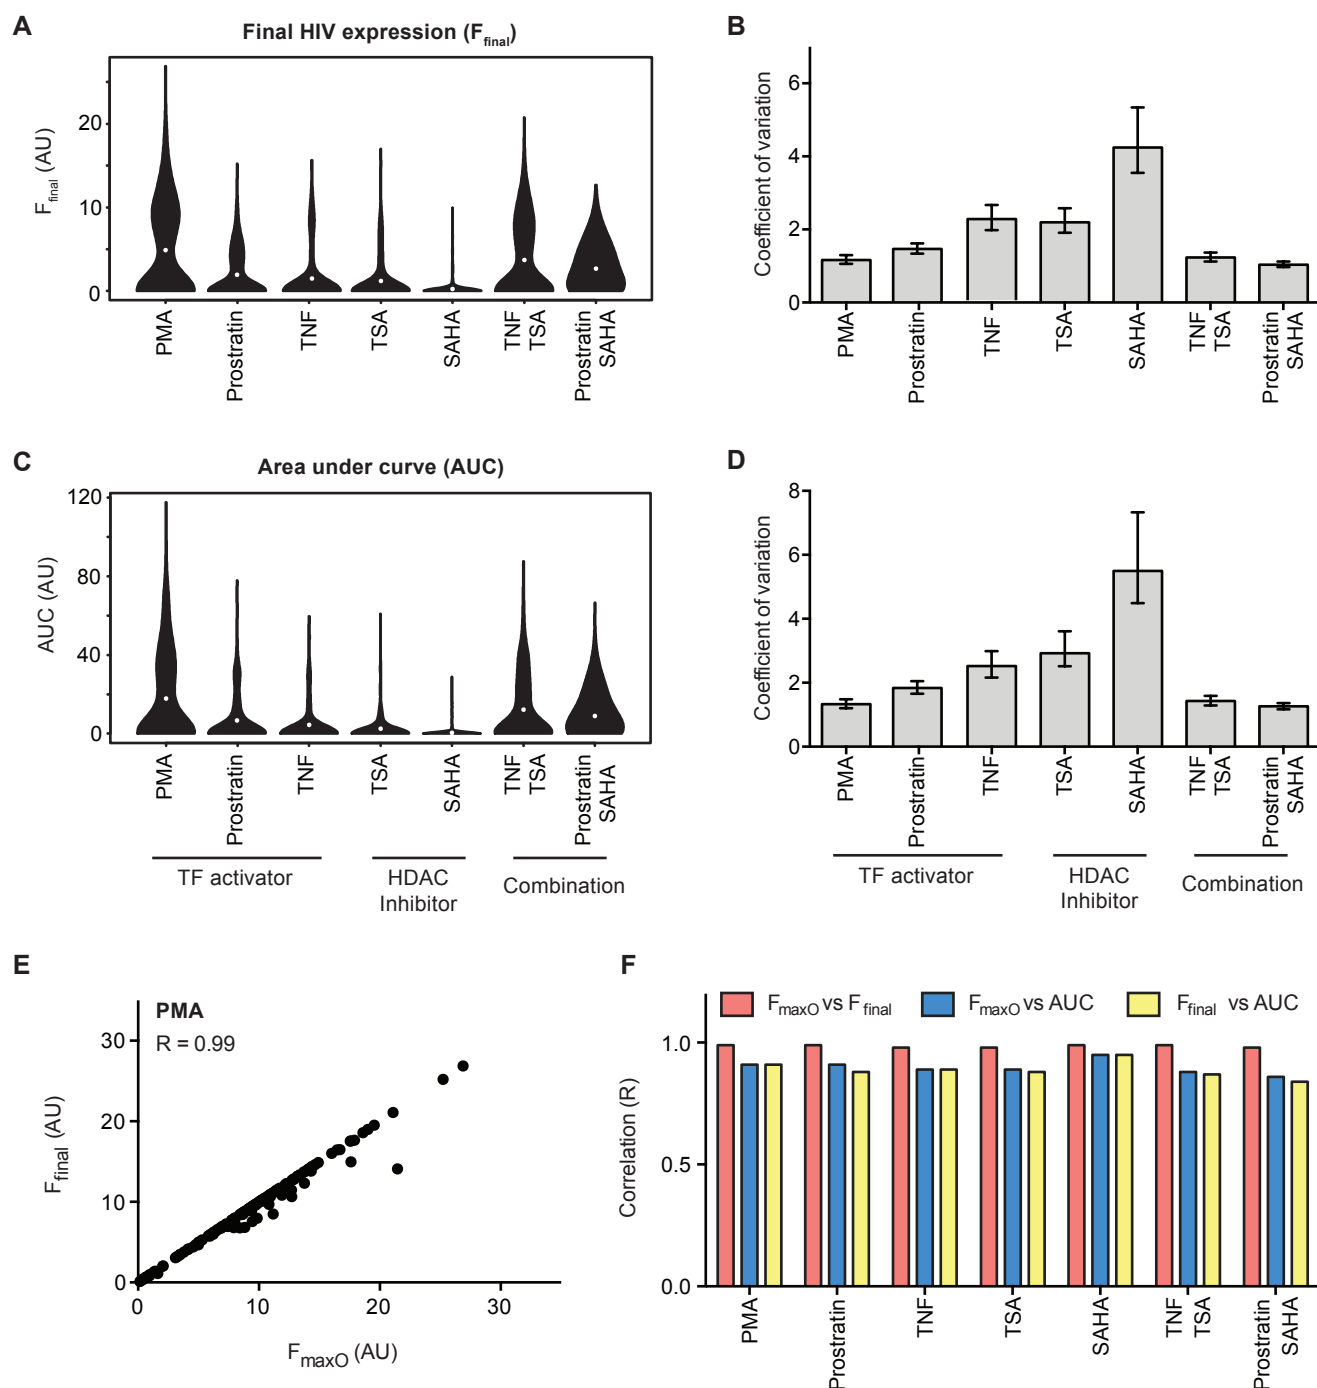 A
Final HIV expression (Ffinal)
Ffinal (AU)
20
10
0
PMA
Prostratin
TNF
TSA
SAHA
TNF
TSA
Prostratin
SAHA
B
Coefficient of variation
6
4
2
0
PMA
Prostratin
TNF
TSA
SAHA
TNF
TSA
Prostratin
SAHA
C
Area under curve (AUC)
AUC (AU)
120
80
40
0
PMA
Prostratin
TNF
TSA
SAHA
TNF
TSA
Prostratin
SAHA
TF activator
HDAC
Inhibitor
Combination
D
Coefficient of variation
8
6
4
2
0
PMA
Prostratin
TNF
TSA
SAHA
TNF
TSA
Prostratin
SAHA
TF activator
HDAC
Inhibitor
Combination
E
PMA
R = 0.99
Ffinal (AU)
30
20
10
0
0 10 20 30
FmaxO (AU)
F
FmaxO vs Ffinal FmaxO vs AUC Ffinal vs AUC
Correlation (R)
1.0
0.5
0.0
PMA
Prostratin
TNF
TSA
SAHA
TNF
TSA
Prostratin
SAHA